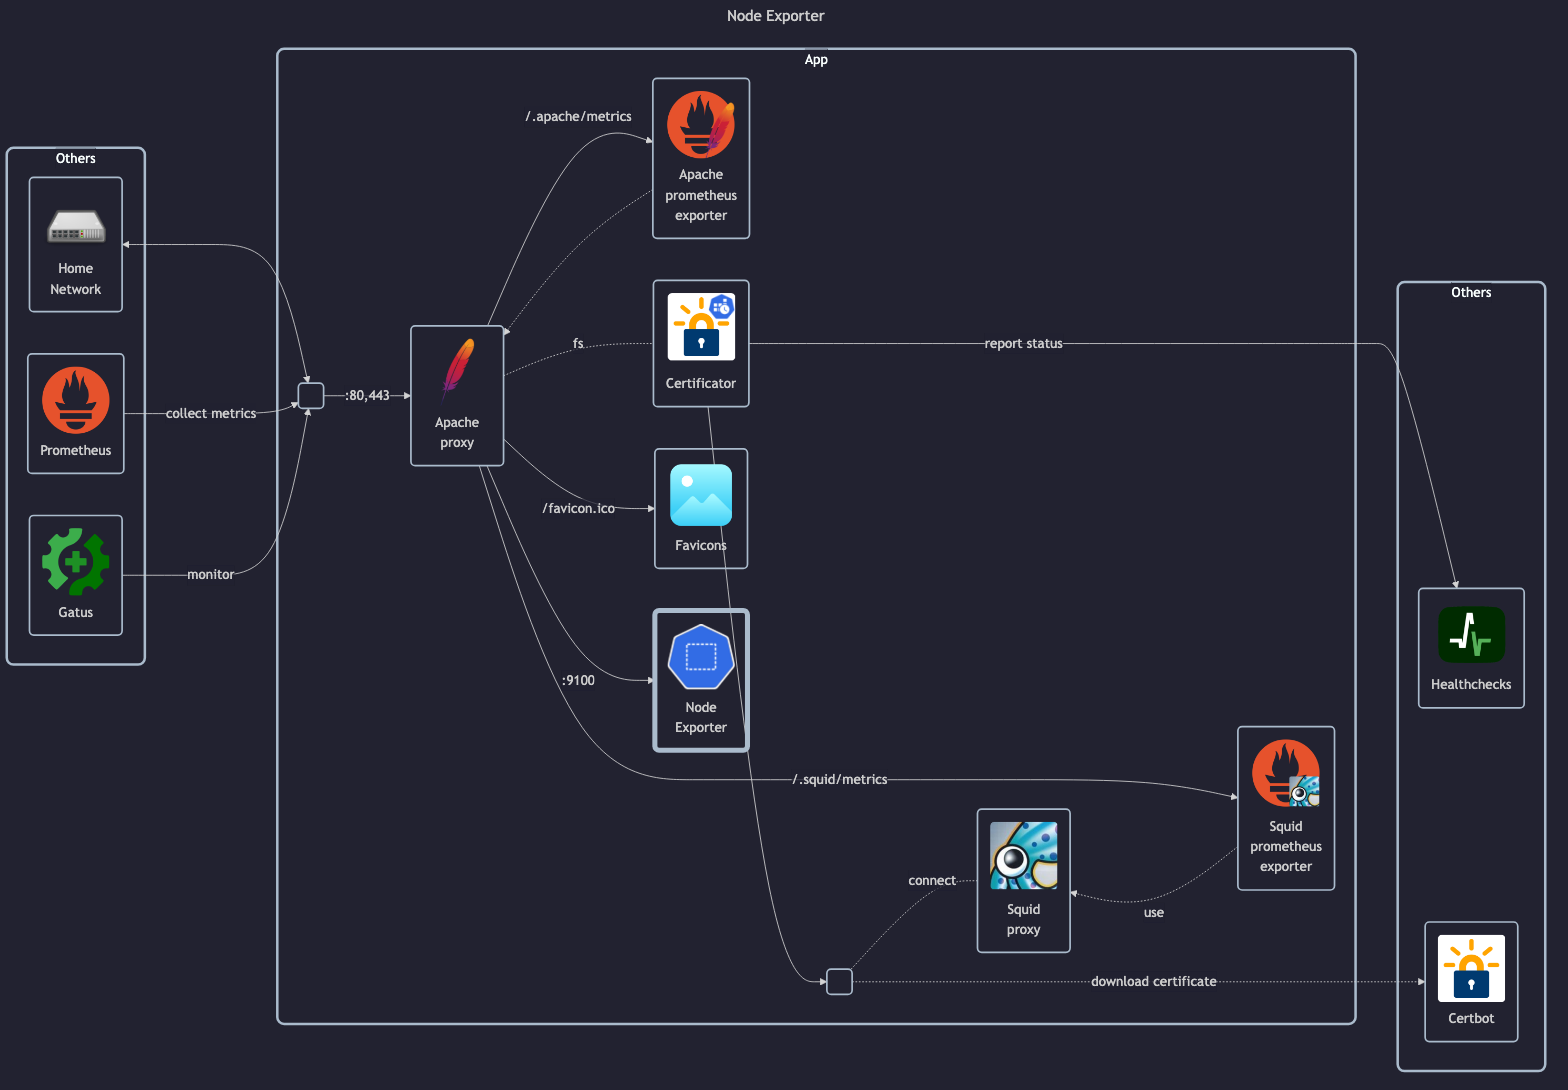 Node Exporter
App
/.apache/metrics
Apache
prometheus
exporter
Others
Home
Network
Prometheus
collect metrics
Gatus
monitor
:80,443
Apache
proxy
fs
Certificator
report status
/favicon.ico
Favicons
:9100
Node
Exporter
/.squid/metrics
Squid
prometheus
exporter
connect
Squid
proxy
use
download certificate
Others
Healthchecks
Certbot